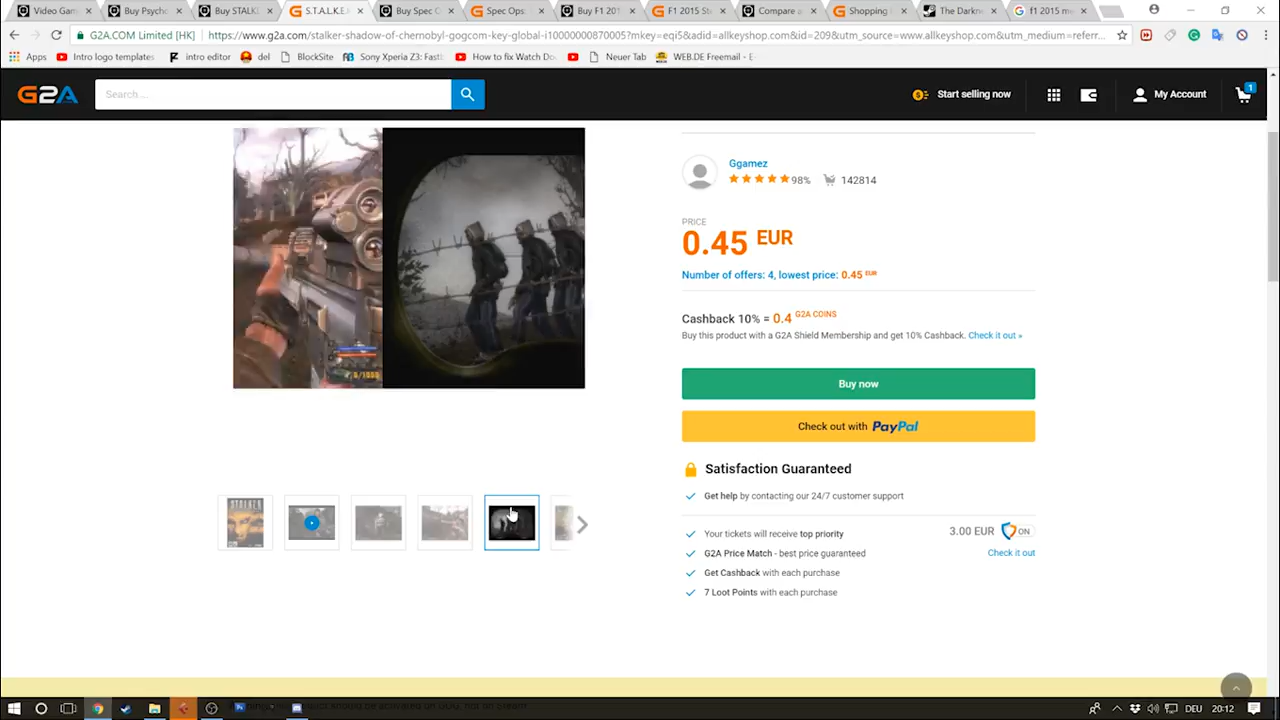 Video Gam
Buy Psycho
Buy STALK
S.T.A.L.K.E.
Buy Spec O
Spec Ops:
Buy F1 201
F1 2015 St
Compare a
Shopping
The Darkne
f1 2015 me
G2A.COM Limited [HK]
https://www.g2a.com/stalker-shadow-of-chernobyl-gogcom-key-global-i10000000870005?mkey=eqi5&adid=allkeyshop.com&id=209&utm_source=www.allkeyshop.com&utm_medium=referr...
Apps
Intro logo templates
intro editor
del
BlockSite
Sony Xperia Z3: Fast
How to fix Watch Do
Neuer Tab
WEB.DE Freemail - E
G2A
Search ...
Start selling now
My Account
1
Ggamez
98%
142814
PRICE
0.45 EUR
Number of offers: 4, lowest price: 0.45 EUR
Cashback 10% = 0.4 G2A COINS
Buy this product with a G2A Shield Membership and get 10% Cashback. Check it out »
Buy now
Check out with PayPal
Satisfaction Guaranteed
Get help by contacting our 24/7 customer support
Your tickets will receive top priority
3.00 EUR
ON
G2A Price Match - best price guaranteed
Check it out
Get Cashback with each purchase
7 Loot Points with each purchase
DEU
20:12